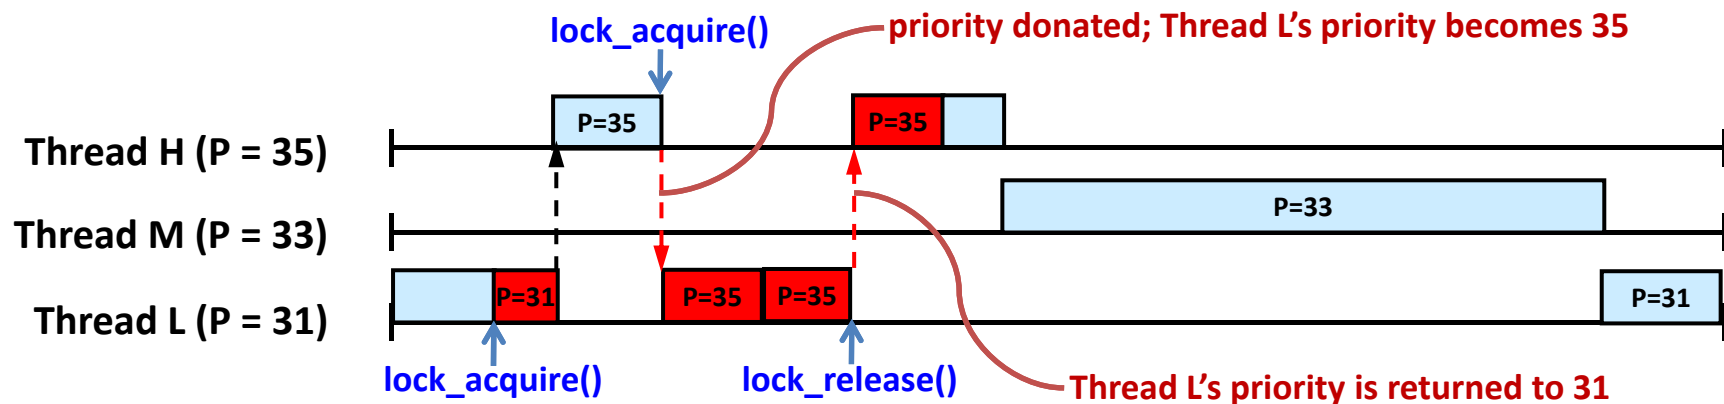 lock_acquire()
priority donated; Thread L’s priority becomes 35
Thread H (P = 35)
P=35
P=35
Thread M (P = 33)
P=33
Thread L (P = 31)
P=31
P=35
P=35
P=31
lock_acquire()
lock_release()
Thread L’s priority is returned to 31